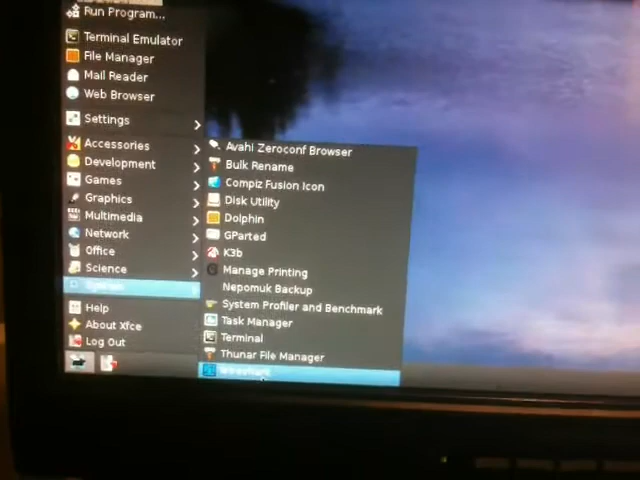 Run Program...
Terminal Emulator
File Manager
Mail Reader
Web Browser
Settings
Accessories
Development
Games
Graphics
Multimedia
Network
Office
Science
System
Help
About Xfce
Log Out
Avahi Zeroconf Browser
Bulk Rename
Compiz Fusion Icon
Disk Utility
Dolphin
GParted
K3b
Manage Printing
Nepomuk Backup
System Profiler and Benchmark
Task Manager
Terminal
Thunar File Manager